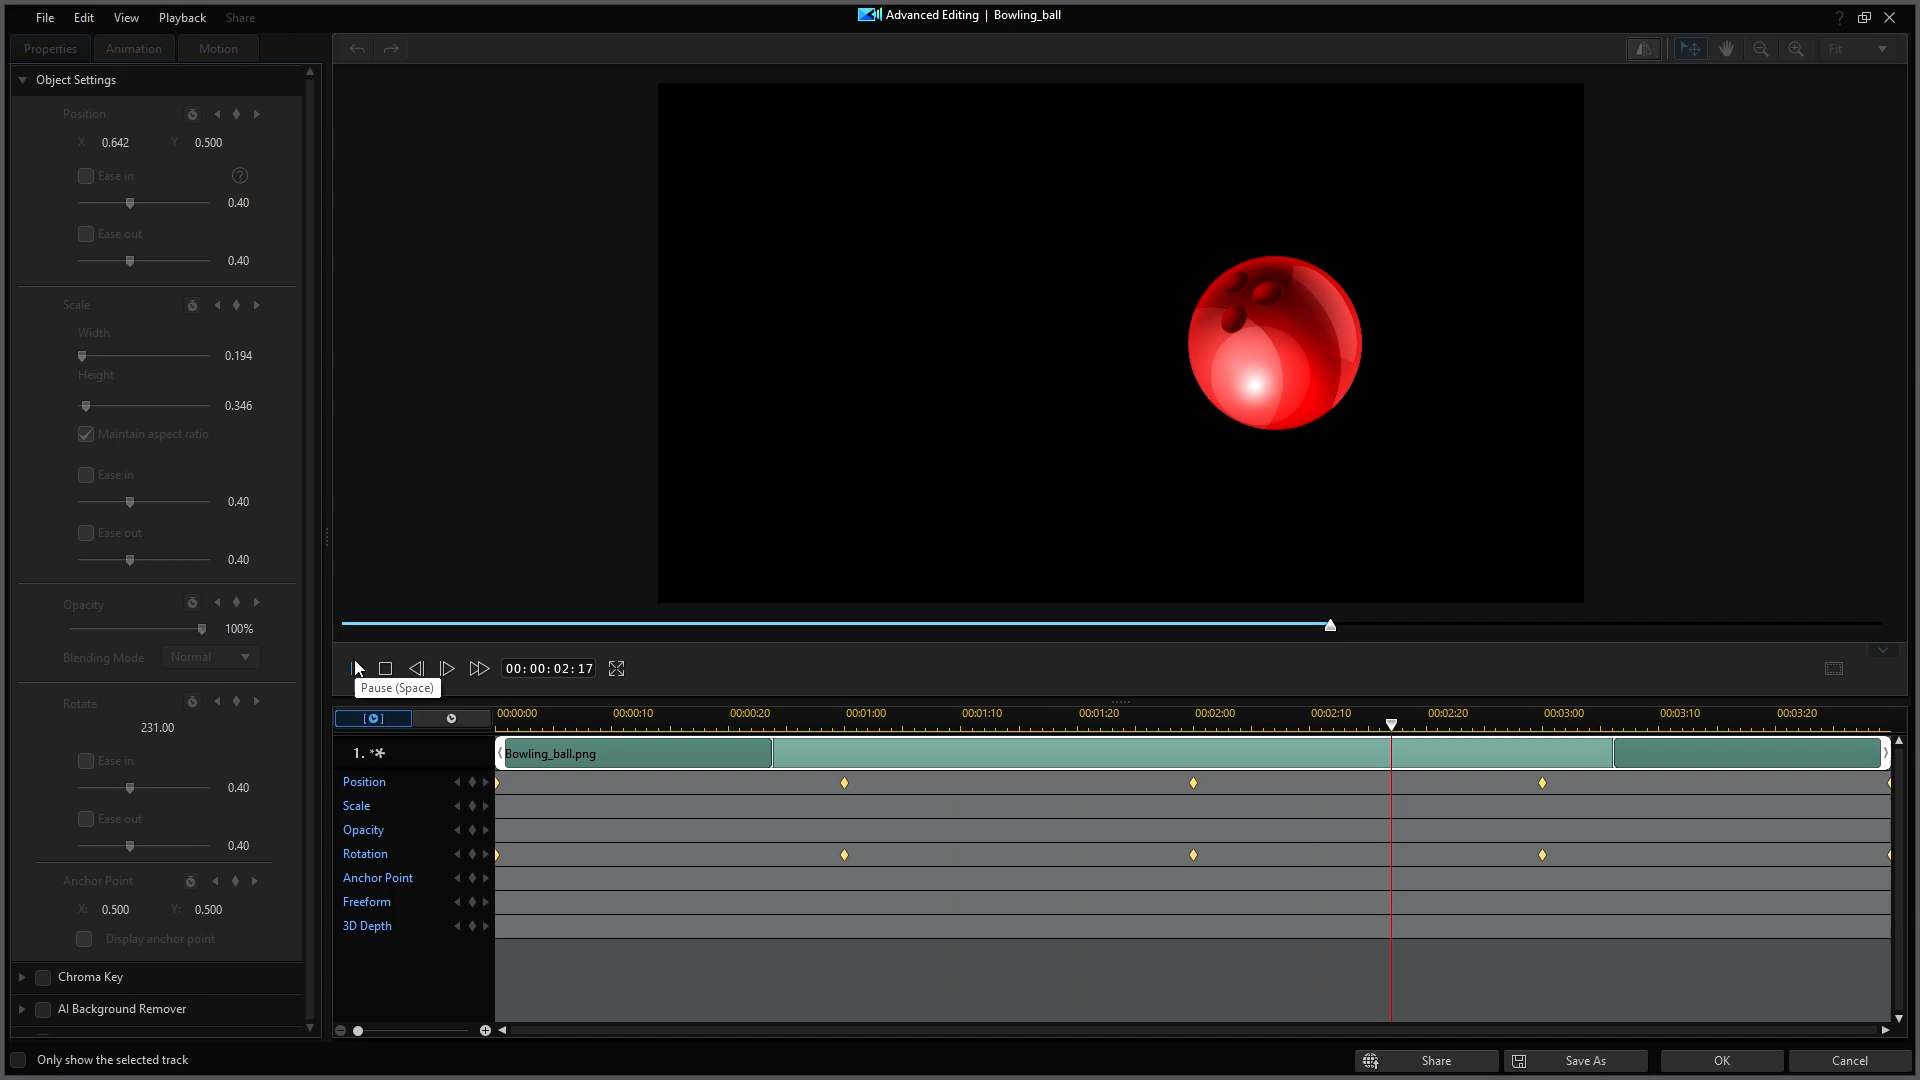 File Edit View Playback Share
Advanced Editing | Bowling_ball
?
Properties Animation Motion
Fit
Object Settings
Position
X 0.642 Y 0.500
Ease in ?
0.40
Ease out
0.40
Scale
Width
0.194
Height
0.346
Maintain aspect ratio
Ease in
0.40
Ease out
0.40
Opacity
100%
Blending Mode Normal
Rotate
231.00
Ease in
0.40
Ease out
0.40
Anchor Point
X: 0.500 Y: 0.500
Display anchor point
Chroma Key
AI Background Remover
00:00:02:17
Pause (Space)
00:00:00 00:00:10 00:00:20 00:01:00 00:01:10 00:01:20 00:02:00 00:02:10 00:02:20 00:03:00 00:03:10 00:03:20
1.
Bowling_ball.png
Position
Scale
Opacity
Rotation
Anchor Point
Freeform
3D Depth
Only show the selected track
Share Save As OK Cancel